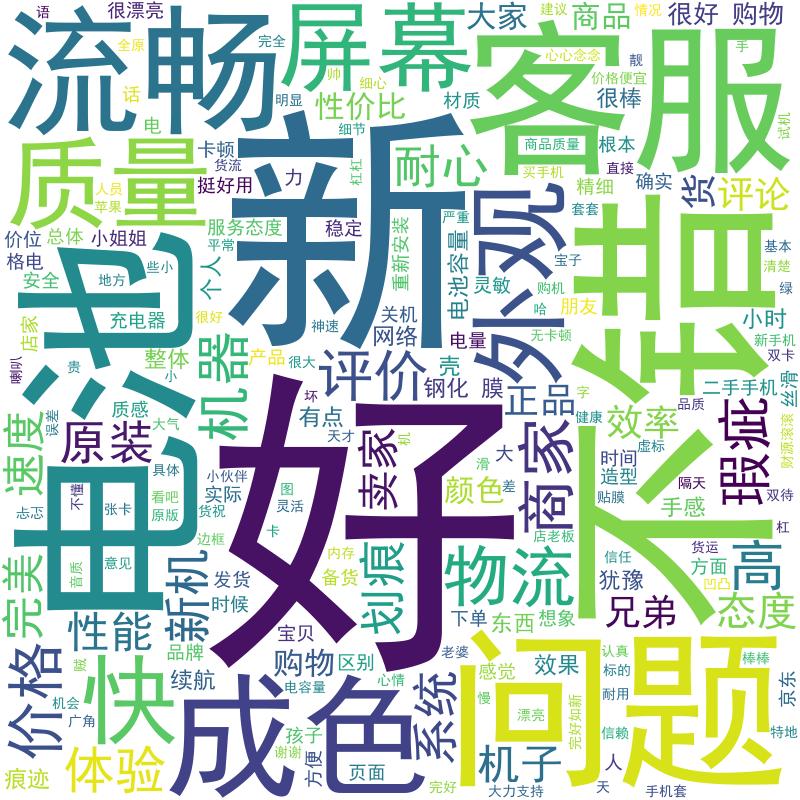 语
很漂亮
全原
完全
大家
建议
商品
情况
很好
购物
流畅
屏幕
客服
心心念念
靓
手
话
帅
细心
材质
价格便宜
电
明显
性价比
很棒
试机
质量
卡顿
货流
细节
杠杠
耐心
商品质量
根本
人员
苹果
挺好用
力
买手机
直接
精细
确实
货
评论
新
外观
不错
价位
总体
小姐姐
服务态度
平常
稳定
严重
套套
格电
重新安装
电池容量
宝子
基本
清楚
安全
地方
些小
个人
关机
灵敏
购机
朋友
绿
电池
充电器
很好
神速
网络
电量
哈
无卡顿
小时
新手机
店家
喇叭
贵
小
整体
产品
很大
评价
壳
钢化
膜
双卡
二手手机
丝滑
机器
速度
误差
质感
大气
坏
有点
正品
字
健康
品质
效率
虚标
财源滚滚
原装
天才
卖家
机
大
商家
时间
瑕疵
不懂
具体
小伙伴
图
滑
差
造型
隔天
忐忑
张卡
看吧
原版
实际
货祝
灵活
颜色
贴膜
手感
双待
好
完美
音质
意见
边框
卡
店老板
信任
货运
杠
新机
发货
内存
备货
划痕
物流
犹豫
方面
凹凸
高
时候
下单
东西
想象
兄弟
态度
性能
品牌
宝贝
价格
贼
快
续航
购物
区别
老婆
感觉
效果
问题
认真
标的
棒棒
京东
机会
广角
成色
电容量
心情
系统
慢
漂亮
完好如新
耐用
信赖
特地
体验
孩子
谢谢
方便
页面
完好
机子
人
痕迹
大力支持
天
手机套